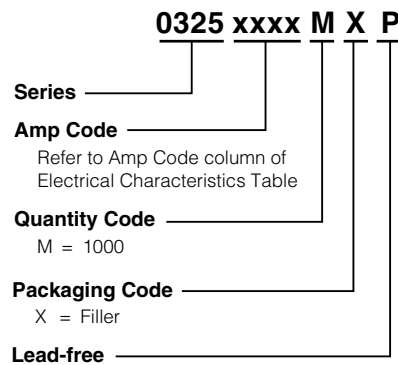 0325 xxxx M X P
Series
Amp Code
Refer to Amp Code column of
Electrical Characteristics Table
Quantity Code
M = 1000
Packaging Code
X = Filler
Lead-free